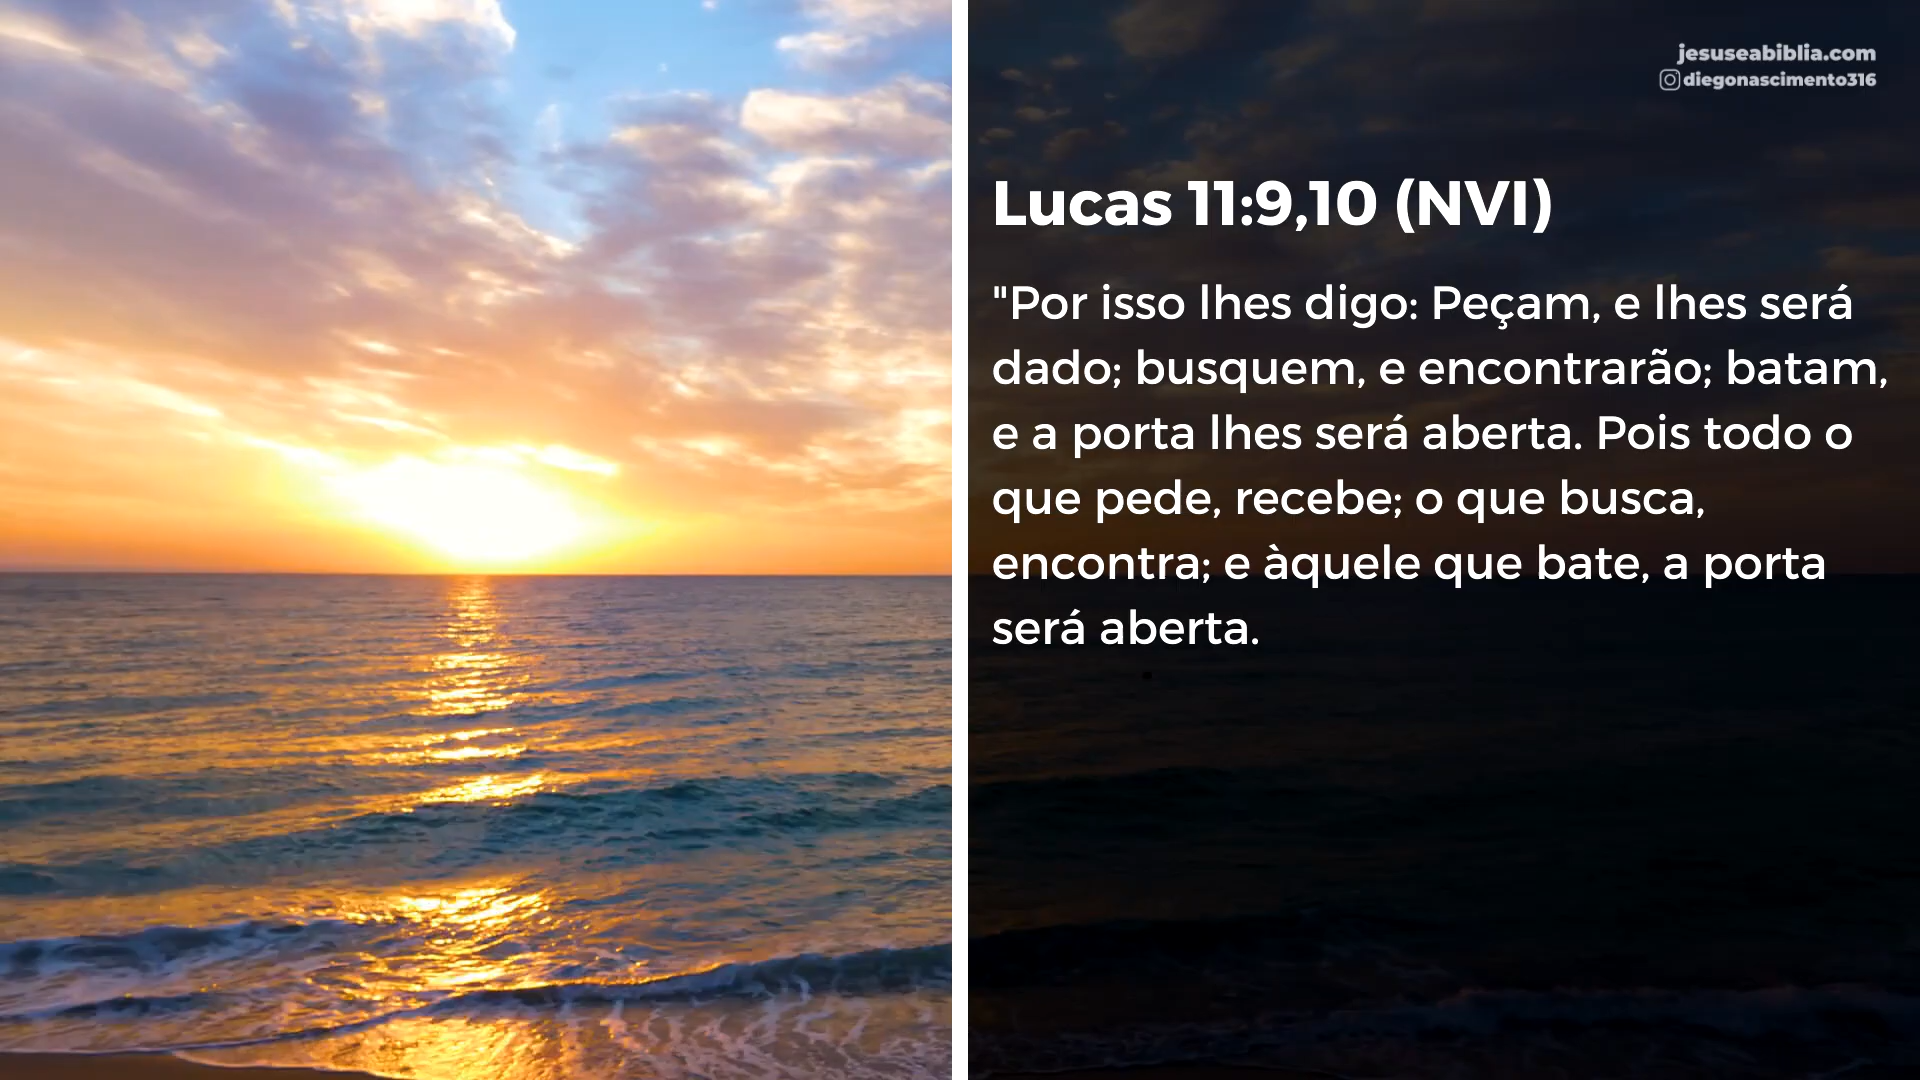 jesuseabiblia.com
diegonascimento316
Lucas 11:9,10 (NVI)
"Por isso lhes digo: Peçam, e lhes será
dado; busquem, e encontrarão; batam,
e a porta lhes será aberta. Pois todo o
que pede, recebe; o que busca,
encontra; e àquele que bate, a porta
será aberta.